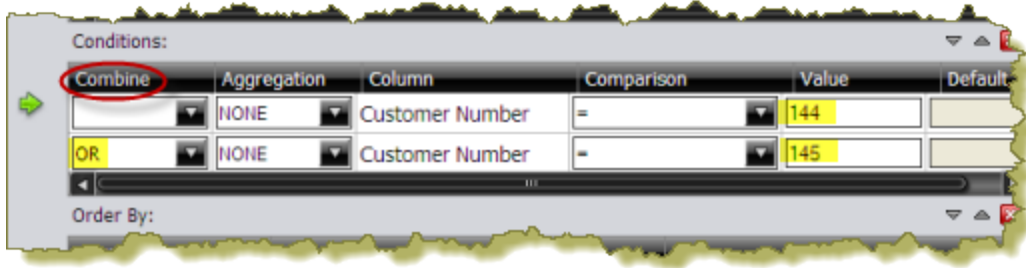 Conditions:
Combine Aggregation Column Comparison Value Default
NONE Customer Number = 144
OR NONE Customer Number = 145
Order By: